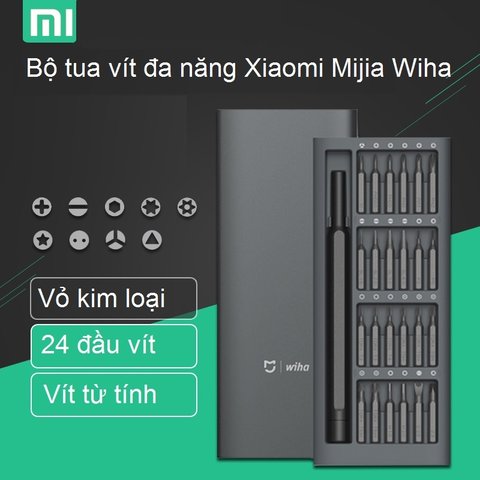 mi
Bộ tua vít đa năng Xiaomi Mijia Wiha
Vỏ kim loại
24 đầu vít
Vít từ tính
wiha